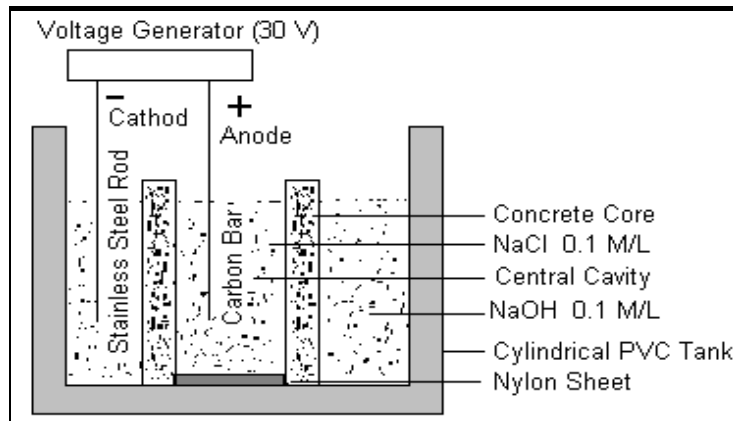 Voltage Generator (30 V)
−
+
Cathod
Anode
Stainless Steel Rod
Carbon Bar
Concrete Core
NaCl 0.1 M/L
Central Cavity
NaOH 0.1 M/L
Cylindrical PVC Tank
Nylon Sheet